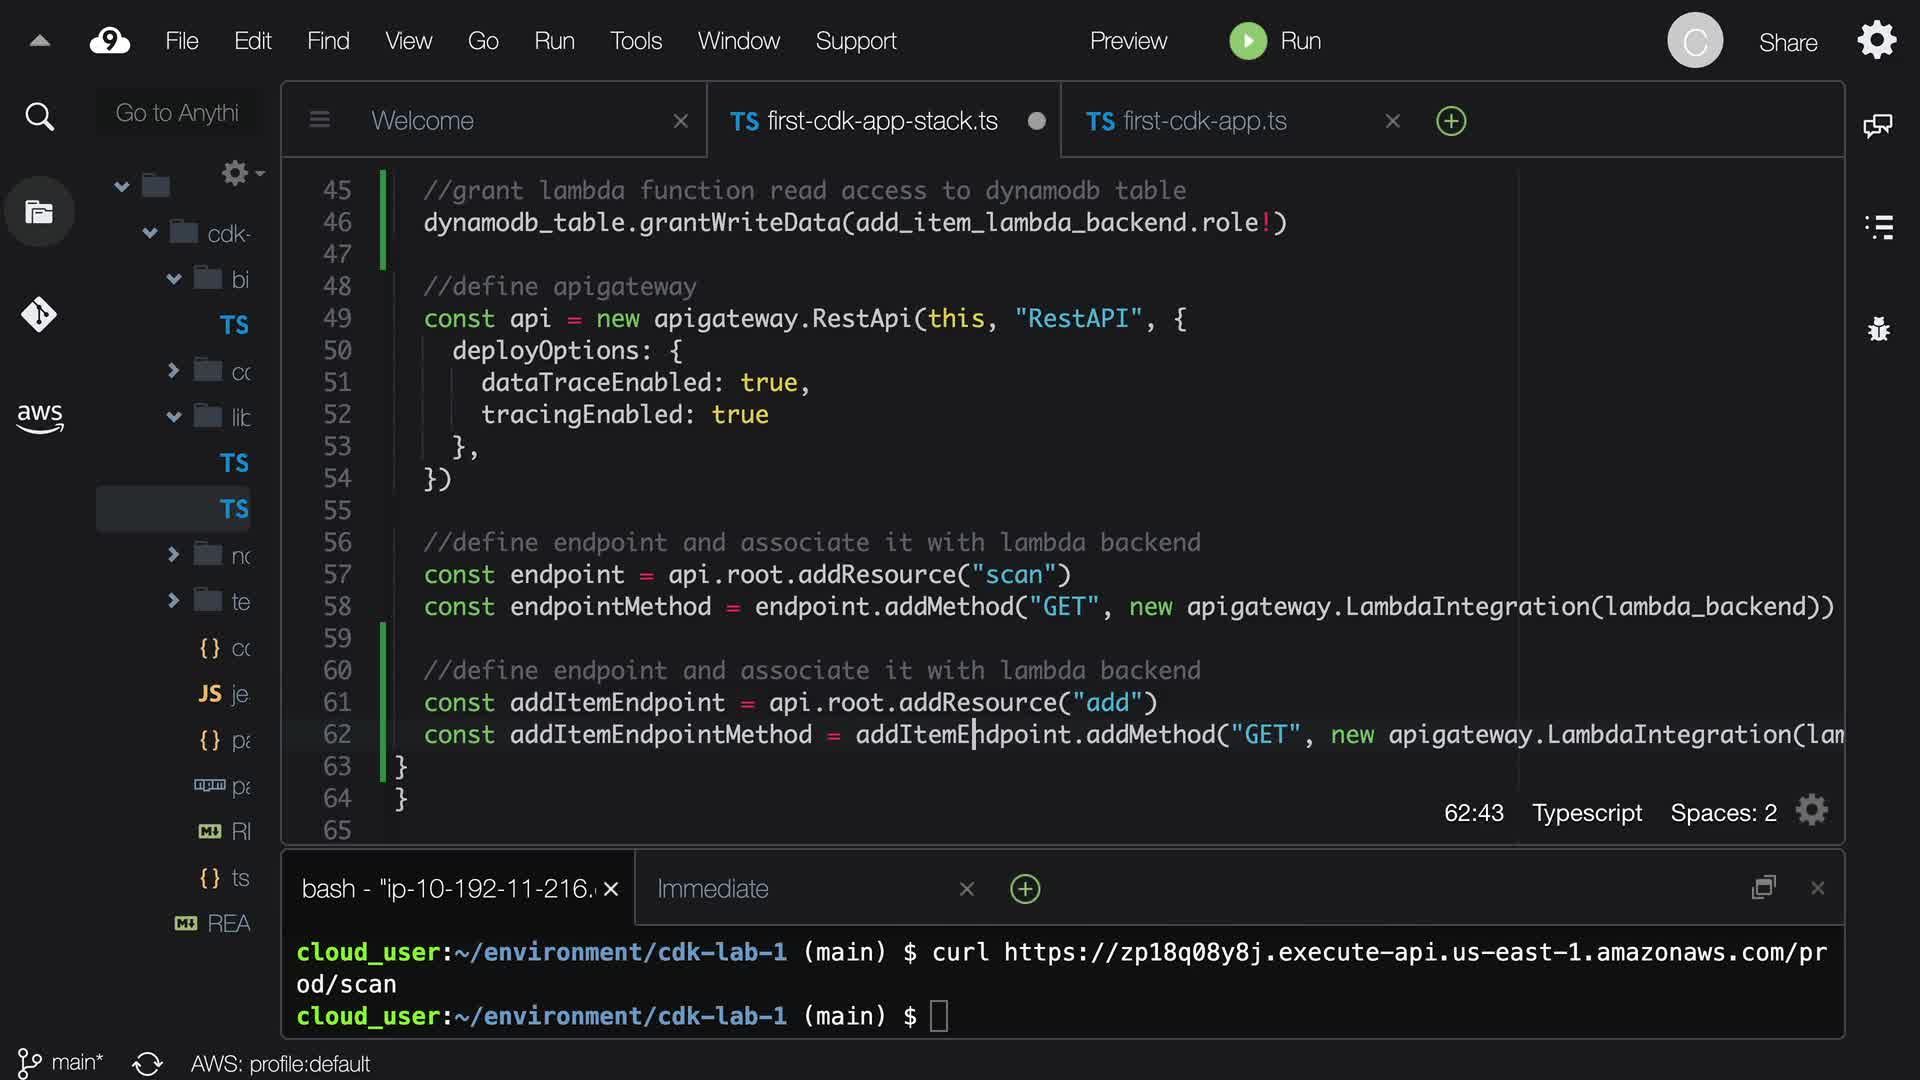 9 File Edit Find View Go Run Tools Window Support Preview Run C Share
Go to Anythi
Welcome
TS first-cdk-app-stack.ts
TS first-cdk-app.ts
cdk-
bi
TS
cc
lib
TS
TS
nc
te
{} cc
JS je
{} pa
npm pa
M↓ RI
{} ts
M↓ REA
aws
45 //grant lambda function read access to dynamodb table
46 dynamodb_table.grantWriteData(add_item_lambda_backend.role!)
47
48 //define apigateway
49 const api = new apigateway.RestApi(this, "RestAPI", {
50 deployOptions: {
51 dataTraceEnabled: true,
52 tracingEnabled: true
53 },
54 })
55
56 //define endpoint and associate it with lambda backend
57 const endpoint = api.root.addResource("scan")
58 const endpointMethod = endpoint.addMethod("GET", new apigateway.LambdaIntegration(lambda_backend))
59
60 //define endpoint and associate it with lambda backend
61 const addItemEndpoint = api.root.addResource("add")
62 const addItemEndpointMethod = addItemEndpoint.addMethod("GET", new apigateway.LambdaIntegration(lam
63 }
64 }
65
62:43 Typescript Spaces: 2
bash - "ip-10-192-11-216.
Immediate
cloud_user:~/environment/cdk-lab-1 (main) $ curl https://zp18q08y8j.execute-api.us-east-1.amazonaws.com/pr
od/scan
cloud_user:~/environment/cdk-lab-1 (main) $
main* AWS: profile:default